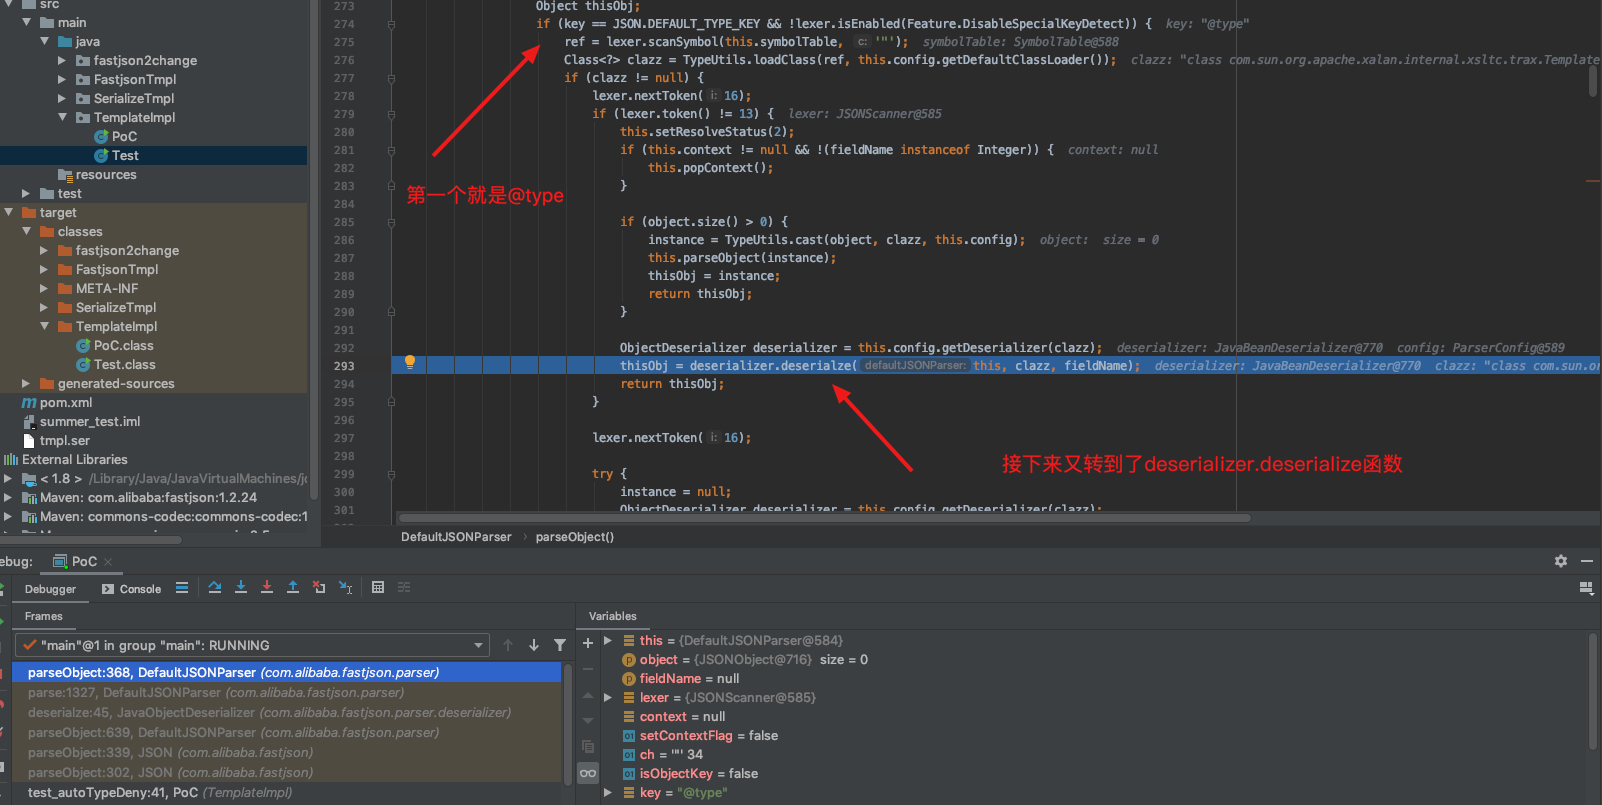 src
main
java
fastjson2change
FastjsonTmpl
SerializeTmpl
TemplateImpl
PoC
Test
resources
test
target
classes
fastjson2change
FastjsonTmpl
META-INF
SerializeTmpl
TemplateImpl
PoC.class
Test.class
generated-sources
pom.xml
summer_test.iml
tmpl.ser
External Libraries
< 1.8 > /Library/Java/JavaVirtualMachines/j
Maven: com.alibaba:fastjson:1.2.24
Maven: commons-codec:commons-codec:1
273 Object thisObj;
274 if (key == JSON.DEFAULT_TYPE_KEY && !lexer.isEnabled(Feature.DisableSpecialKeyDetect)) { key: "@type"
275 ref = lexer.scanSymbol(this.symbolTable, c: '"'); symbolTable: SymbolTable@588
276 Class<?> clazz = TypeUtils.loadClass(ref, this.config.getDefaultClassLoader()); clazz: "class com.sun.org.apache.xalan.internal.xsltc.trax.Template
277 if (clazz != null) {
278 lexer.nextToken( i: 16);
279 if (lexer.token() != 13) { lexer: JSONScanner@585
280 this.setResolveStatus(2);
281 if (this.context != null && !(fieldName instanceof Integer)) { context: null
282 this.popContext();
283 }
284
285 if (object.size() > 0) {
286 instance = TypeUtils.cast(object, clazz, this.config); object: size = 0
287 this.parseObject(instance);
288 thisObj = instance;
289 return thisObj;
290 }
291
292 ObjectDeserializer deserializer = this.config.getDeserializer(clazz); deserializer: JavaBeanDeserializer@770 config: ParserConfig@589
293 thisObj = deserializer.deserialze( defaultJSONParser: this, clazz, fieldName); deserializer: JavaBeanDeserializer@770 clazz: "class com.sun.or
294 return thisObj;
295 }
296
297 lexer.nextToken( i: 16);
298
299 try {
300 instance = null;
301 ObjectDeserializer deserializer = this.config.getDeserializer(clazz);
第一个就是@type
接下来又转到了deserializer.deserialize函数
DefaultJSONParser › parseObject()
ebug: PoC ×
Debugger Console
Frames
"main"@1 in group "main": RUNNING
parseObject:368, DefaultJSONParser (com.alibaba.fastjson.parser)
parse:1327, DefaultJSONParser (com.alibaba.fastjson.parser)
deserialze:45, JavaObjectDeserializer (com.alibaba.fastjson.parser.deserializer)
parseObject:639, DefaultJSONParser (com.alibaba.fastjson.parser)
parseObject:339, JSON (com.alibaba.fastjson)
parseObject:302, JSON (com.alibaba.fastjson)
test_autoTypeDeny:41, PoC (TemplateImpl)
Variables
this = {DefaultJSONParser@584}
object = {JSONObject@716} size = 0
fieldName = null
lexer = {JSONScanner@585}
context = null
setContextFlag = false
ch = '"' 34
isObjectKey = false
key = "@type"